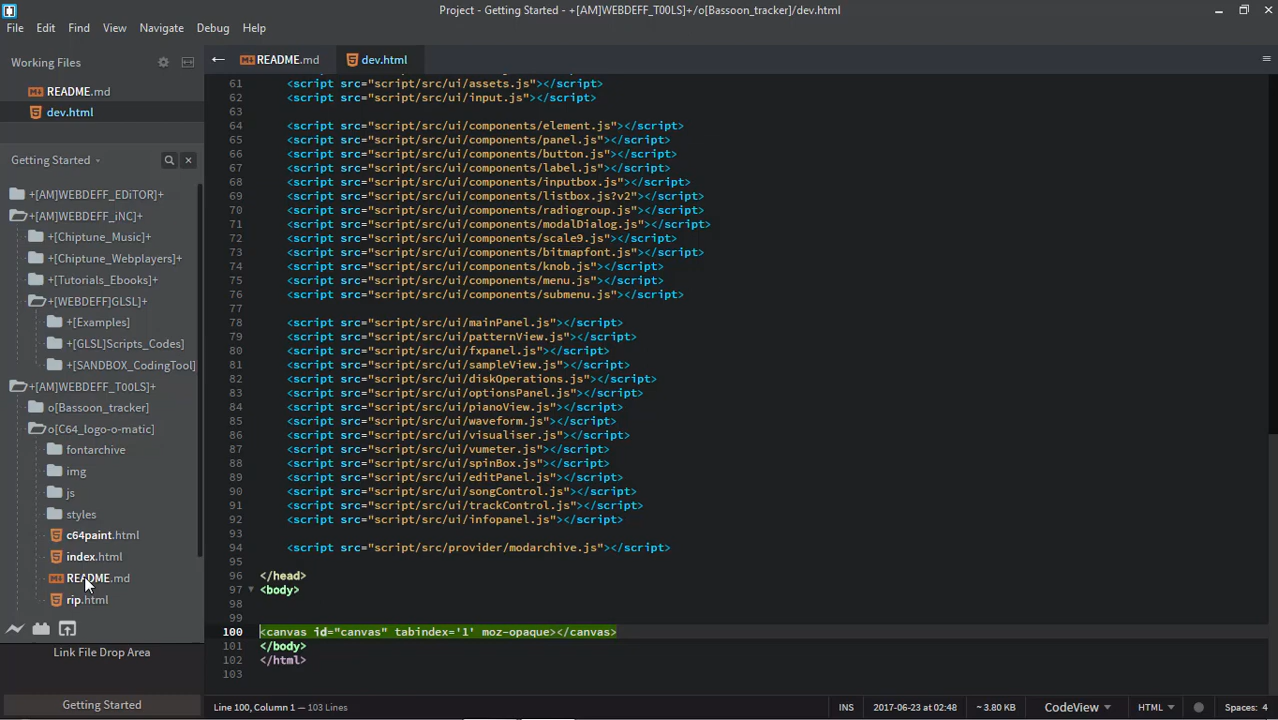 Project - Getting Started - +[AM]WEBDEFF_T00LS]+/o[Bassoon_tracker]/dev.html
File Edit Find View Navigate Debug Help
Working Files
README.md
dev.html
Getting Started
+[AM]WEBDEFF_EDiTOR]+
+[AM]WEBDEFF_iNC]+
+[Chiptune_Music]+
+[Chiptune_Webplayers]+
+[Tutorials_Ebooks]+
+[WEBDEFF]GLSL]+
+[Examples]
+[GLSL]Scripts_Codes]
+[SANDBOX_CodingTool]
+[AM]WEBDEFF_T00LS]+
o[Bassoon_tracker]
o[C64_logo-o-matic]
fontarchive
img
js
styles
c64paint.html
index.html
README.md
rip.html
Link File Drop Area
Getting Started
README.md dev.html
61 <script src="script/src/ui/assets.js"></script>
62 <script src="script/src/ui/input.js"></script>
63
64 <script src="script/src/ui/components/element.js"></script>
65 <script src="script/src/ui/components/panel.js"></script>
66 <script src="script/src/ui/components/button.js"></script>
67 <script src="script/src/ui/components/label.js"></script>
68 <script src="script/src/ui/components/inputbox.js"></script>
69 <script src="script/src/ui/components/listbox.js?v2"></script>
70 <script src="script/src/ui/components/radiogroup.js"></script>
71 <script src="script/src/ui/components/modalDialog.js"></script>
72 <script src="script/src/ui/components/scale9.js"></script>
73 <script src="script/src/ui/components/bitmapfont.js"></script>
74 <script src="script/src/ui/components/knob.js"></script>
75 <script src="script/src/ui/components/menu.js"></script>
76 <script src="script/src/ui/components/submenu.js"></script>
77
78 <script src="script/src/ui/mainPanel.js"></script>
79 <script src="script/src/ui/patternView.js"></script>
80 <script src="script/src/ui/fxpanel.js"></script>
81 <script src="script/src/ui/sampleView.js"></script>
82 <script src="script/src/ui/diskOperations.js"></script>
83 <script src="script/src/ui/optionsPanel.js"></script>
84 <script src="script/src/ui/pianoView.js"></script>
85 <script src="script/src/ui/waveform.js"></script>
86 <script src="script/src/ui/visualiser.js"></script>
87 <script src="script/src/ui/vumeter.js"></script>
88 <script src="script/src/ui/spinBox.js"></script>
89 <script src="script/src/ui/editPanel.js"></script>
90 <script src="script/src/ui/songControl.js"></script>
91 <script src="script/src/ui/trackControl.js"></script>
92 <script src="script/src/ui/infopanel.js"></script>
93
94 <script src="script/src/provider/modarchive.js"></script>
95
96 </head>
97 <body>
98
99
100 <canvas id="canvas" tabindex='1' moz-opaque></canvas>
101 </body>
102 </html>
103
Line 100, Column 1 — 103 Lines INS 2017-06-23 at 02:48 ~ 3.80 KB CodeView HTML Spaces: 4